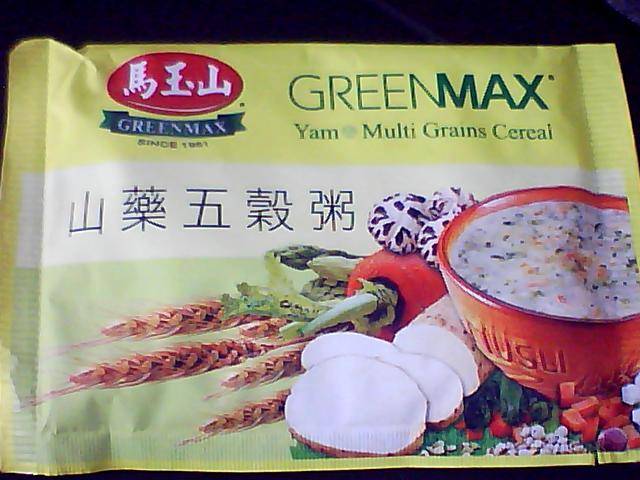 馬玉山
GREENMAX
SINCE 1951
GREENMAX
Yam Multi Grains Cereal
山藥五穀粥